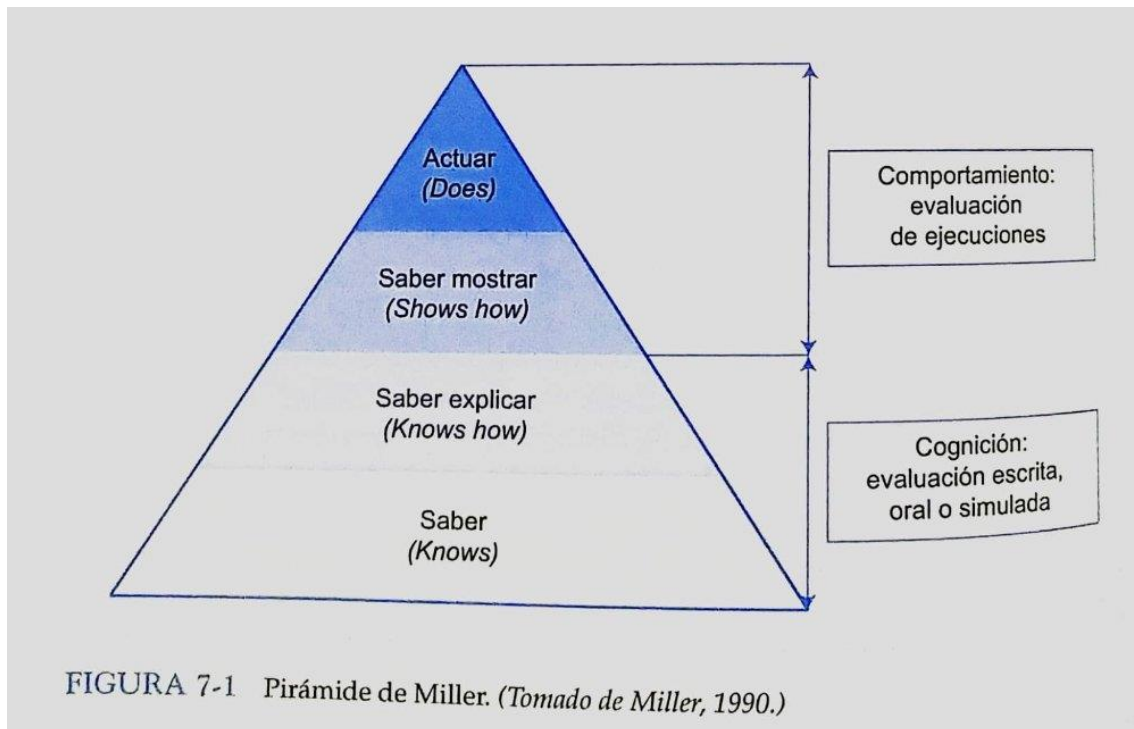 Actuar
(Does)
Saber mostrar
(Shows how)
Saber explicar
(Knows how)
Saber
(Knows)
Comportamiento:
evaluación
de ejecuciones
Cognición:
evaluación escrita,
oral o simulada
FIGURA 7-1 Pirámide de Miller. (Tomado de Miller, 1990.)